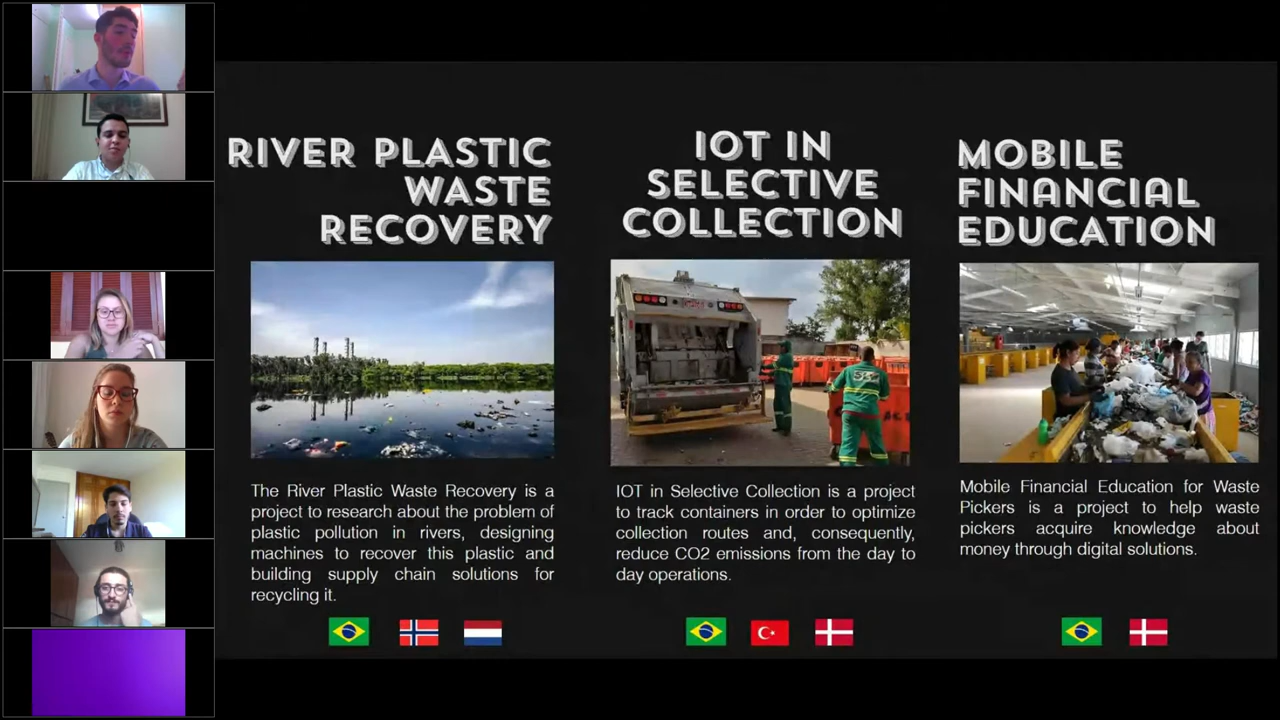 RIVER PLASTIC
WASTE
RECOVERY
The River Plastic Waste Recovery is a
project to research about the problem of
plastic pollution in rivers, designing
machines to recover this plastic and
building supply chain solutions for
recycling it.
IOT IN
SELECTIVE
COLLECTION
IOT in Selective Collection is a project
to track containers in order to optimize
collection routes and, consequently,
reduce CO2 emissions from the day to
day operations.
MOBILE
FINANCIAL
EDUCATION
Mobile Financial Education for Waste
Pickers is a project to help waste
pickers acquire knowledge about
money through digital solutions.